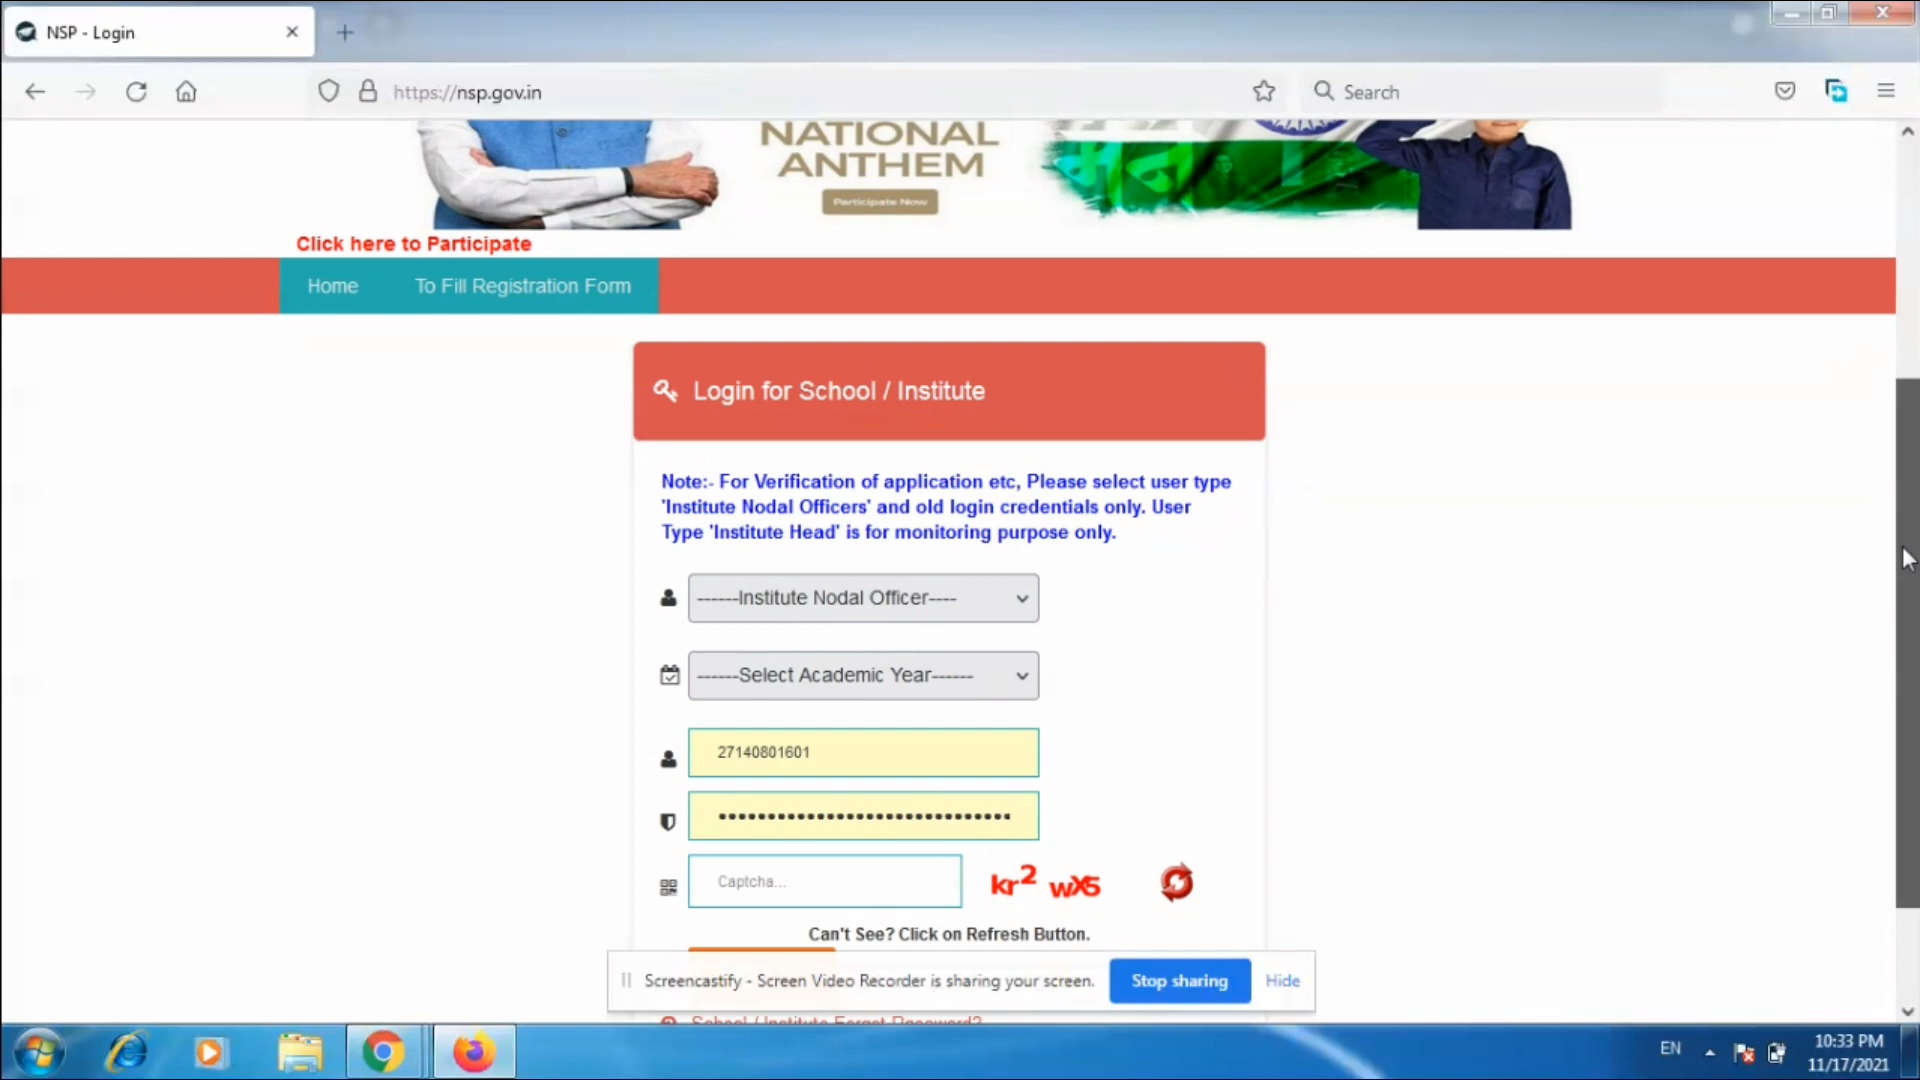 NSP - Login
https://nsp.gov.in
Search
NATIONAL
ANTHEM
Participate Now
Click here to Participate
Home
To Fill Registration Form
Login for School / Institute
Note:- For Verification of application etc, Please select user type
'Institute Nodal Officers' and old login credentials only. User
Type 'Institute Head' is for monitoring purpose only.
------Institute Nodal Officer----
------Select Academic Year------
27140801601
Captcha...
kr2 wX5
Can't See? Click on Refresh Button.
Screencastify - Screen Video Recorder is sharing your screen.
Stop sharing
Hide
School / Institute Forgot Password?
EN
10:33 PM
11/17/2021